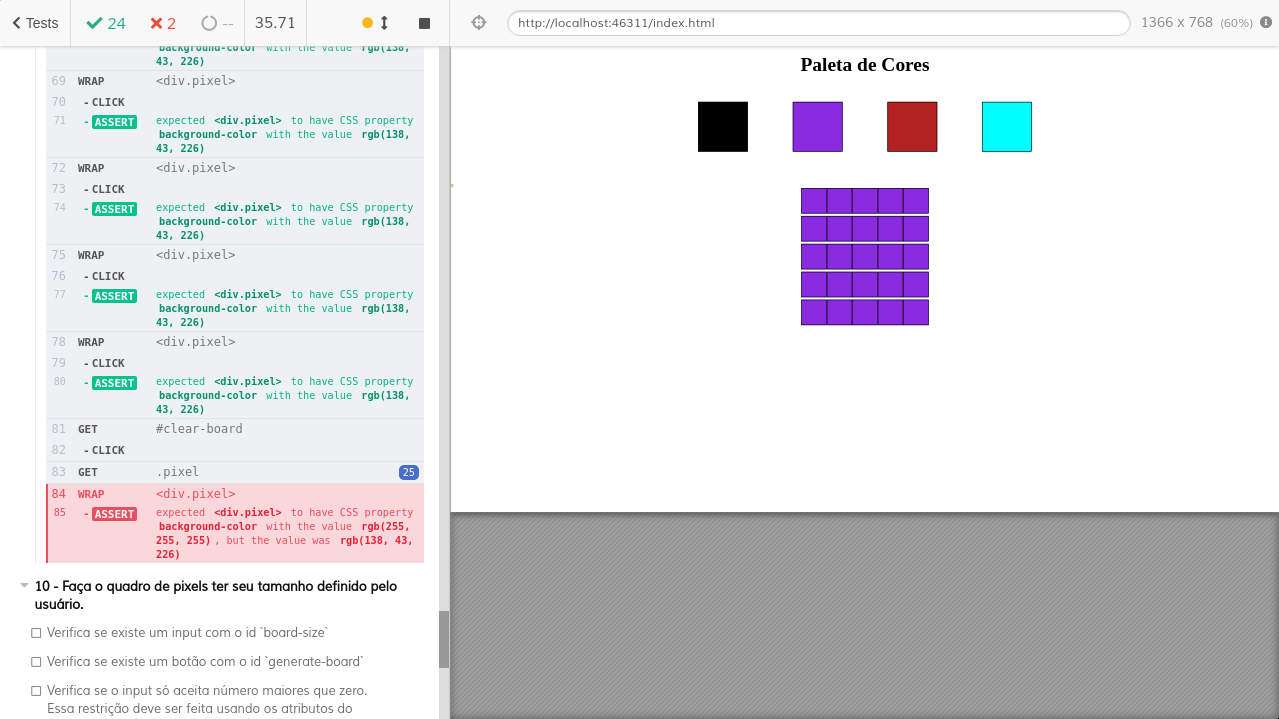 Tests
24
2
--
35.71
http://localhost:46311/index.html
1366 x 768 (60%)
background-color with the value rgb(138,
43, 226)
69 WRAP <div.pixel>
70 -CLICK
71 -ASSERT expected <div.pixel> to have CSS property
background-color with the value rgb(138,
43, 226)
72 WRAP <div.pixel>
73 -CLICK
74 -ASSERT expected <div.pixel> to have CSS property
background-color with the value rgb(138,
43, 226)
75 WRAP <div.pixel>
76 -CLICK
77 -ASSERT expected <div.pixel> to have CSS property
background-color with the value rgb(138,
43, 226)
78 WRAP <div.pixel>
79 -CLICK
80 -ASSERT expected <div.pixel> to have CSS property
background-color with the value rgb(138,
43, 226)
81 GET #clear-board
82 -CLICK
83 GET .pixel 25
84 WRAP <div.pixel>
85 -ASSERT expected <div.pixel> to have CSS property
background-color with the value rgb(255,
255, 255) , but the value was rgb(138, 43,
226)
10 - Faça o quadro de pixels ter seu tamanho definido pelo
usuário.
Verifica se existe um input com o id `board-size`
Verifica se existe um botão com o id `generate-board`
Verifica se o input só aceita número maiores que zero.
Essa restrição deve ser feita usando os atributos do
Paleta de Cores